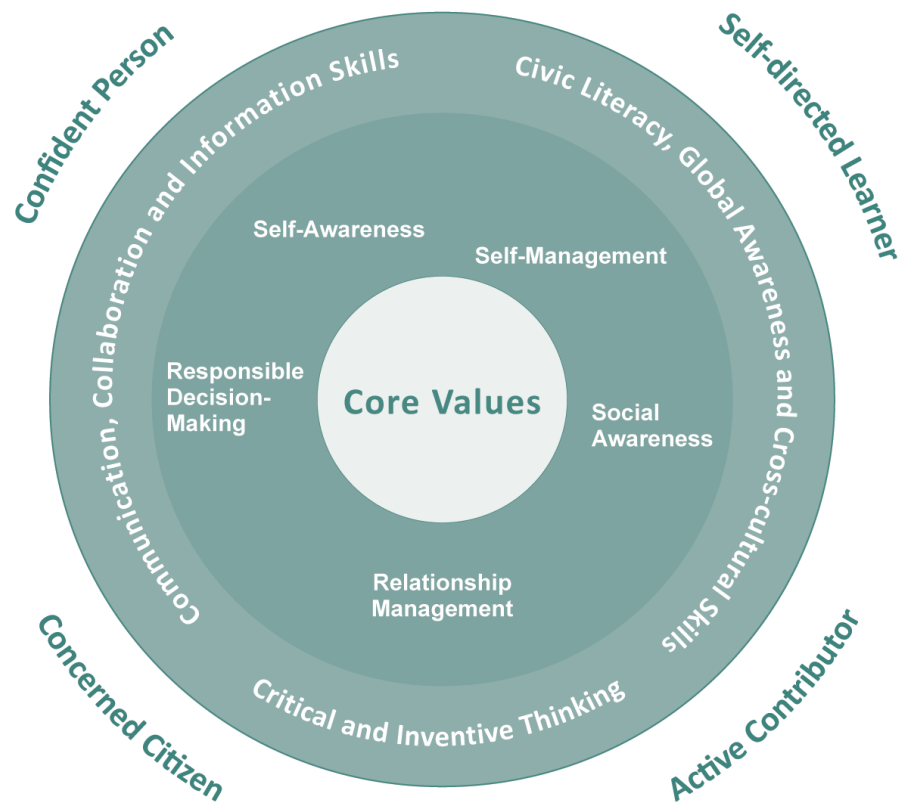 Confident Person
Self-directed Learner
Communication, Collaboration and Information Skills
Civic Literacy, Global Awareness and Cross-cultural Skills
Self-Awareness
Self-Management
Responsible
Decision-
Making
Core Values
Social
Awareness
Relationship
Management
Critical and Inventive Thinking
Concerned Citizen
Active Contributor